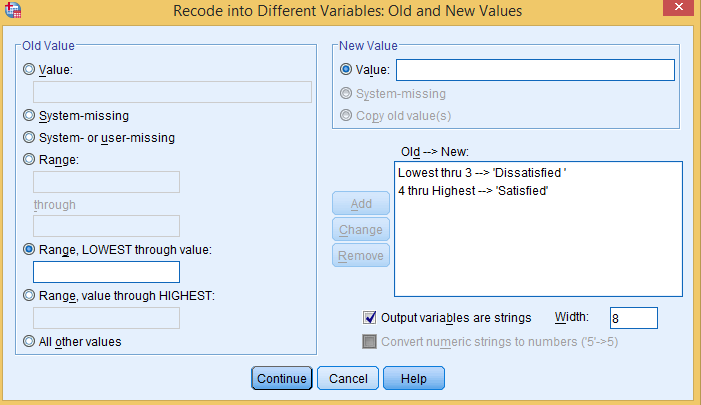 Recode into Different Variables: Old and New Values
Old Value
Value:
System-missing
System- or user-missing
Range:
through
Range, LOWEST through value:
Range, value through HIGHEST:
All other values
New Value
Value:
System-missing
Copy old value(s)
Old --> New:
Lowest thru 3 --> 'Dissatisfied '
4 thru Highest --> 'Satisfied'
Add
Change
Remove
Output variables are strings Width: 8
Convert numeric strings to numbers ('5'->5)
Continue Cancel Help